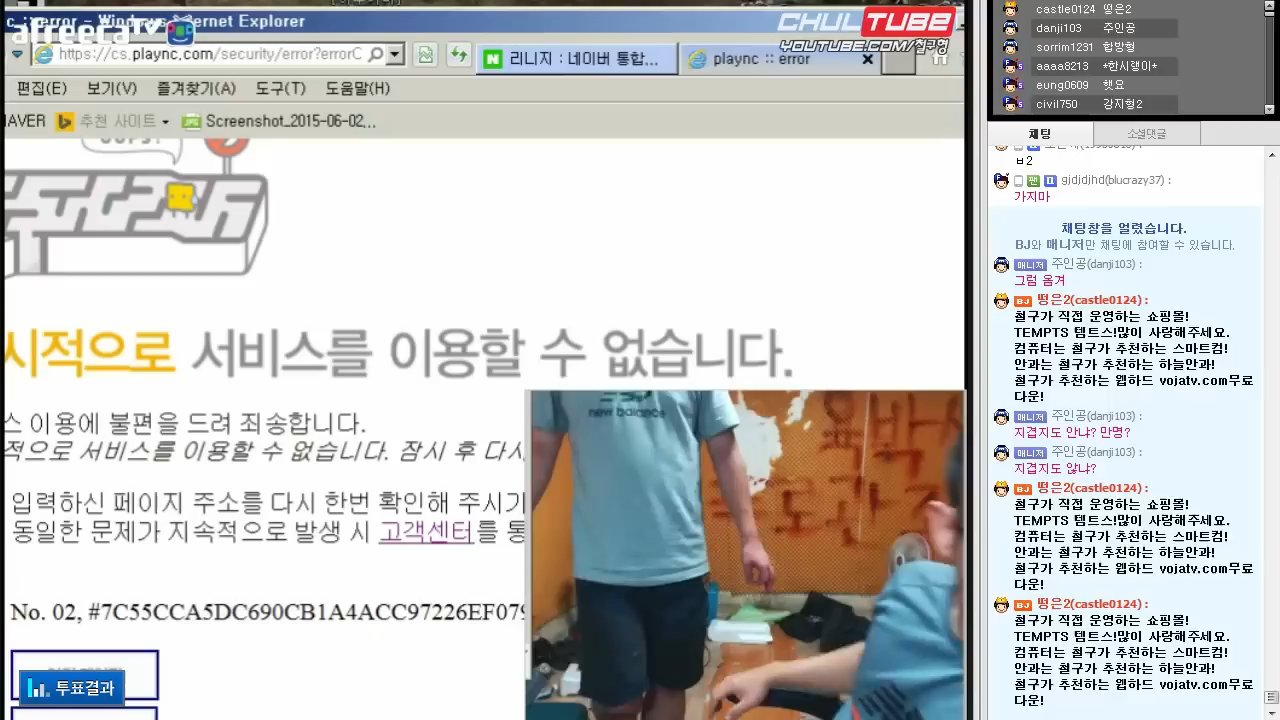 c :: error - Windows Internet Explorer
afreecaTV
CHULTUBE
YOUTUBE.COM/철구형
https://cs.plaync.com/security/error?errorC
리니지 : 네이버 통합,,,
plaync :: error
편집(E) 보기(V) 즐겨찾기(A) 도구(T) 도움말(H)
AVER 추천 사이트 Screenshot_2015-06-02,,,
시적으로 서비스를 이용할 수 없습니다.
스 이용에 불편을 드려 죄송합니다.
적으로 서비스를 이용할 수 없습니다. 잠시 후 다시
입력하신 페이지 주소를 다시 한번 확인해 주시기
동일한 문제가 지속적으로 발생 시 고객센터를 통
No. 02, #7C55CCA5DC690CB1A4ACC97226EF079
투표결과
new balance
castle0124 떵은2
danji103 주인공
sorrim1231 힙방형
aaaa8213 *한시랭이*
eung0609 챗요
civil750 강지형2
채팅 소셜댓글
ㅂ2
팬 gjdjdjhd(blucrazy37) :
가지마
채팅창을 얼렸습니다.
BJ와 매니저만 채팅에 참여할 수 있습니다.
매니저 주인공(danji103) :
그럼 옮겨
BJ 떵은2(castle0124) :
철구가 직접 운영하는 쇼핑몰!
TEMPTS 템트스!많이 사랑해주세요.
컴퓨터는 철구가 추천하는 스마트컴!
안과는 철구가 추천하는 하늘안과!
철구가 추천하는 웹하드 vojatv.com무료
다운!
매니저 주인공(danji103) :
지겹지도 안냐? 만명?
매니저 주인공(danji103) :
지겹지도 않냐?
BJ 떵은2(castle0124) :
철구가 직접 운영하는 쇼핑몰!
TEMPTS 템트스!많이 사랑해주세요.
컴퓨터는 철구가 추천하는 스마트컴!
안과는 철구가 추천하는 하늘안과!
철구가 추천하는 웹하드 vojatv.com무료
다운!
BJ 떵은2(castle0124) :
철구가 직접 운영하는 쇼핑몰!
TEMPTS 템트스!많이 사랑해주세요.
컴퓨터는 철구가 추천하는 스마트컴!
안과는 철구가 추천하는 하늘안과!
철구가 추천하는 웹하드 vojatv.com무료
다운!